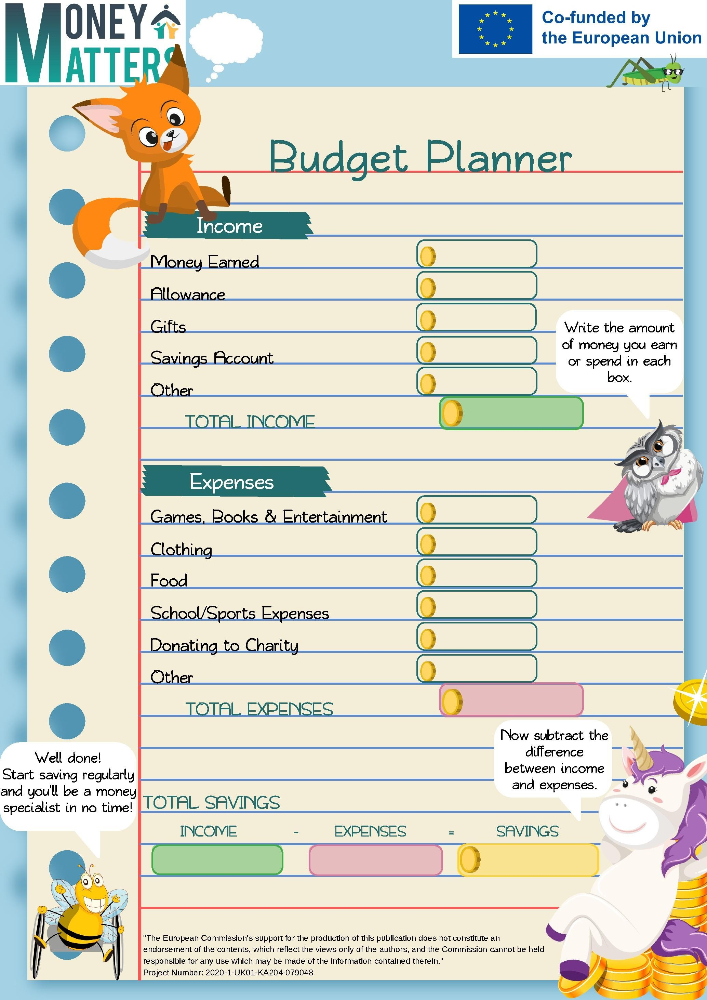 MONEY
MATTERS
Co-funded by
the European Union
Budget Planner
Income
Money Earned
Allowance
Gifts
Savings Account
Other
TOTAL INCOME
Write the amount
of money you earn
or spend in each
box.
Expenses
Games, Books & Entertainment
Clothing
Food
School/Sports Expenses
Donating to Charity
Other
TOTAL EXPENSES
Now subtract the
difference
between income
and expenses.
Well done!
Start saving regularly
and you'll be a money
specialist in no time!
TOTAL SAVINGS
INCOME - EXPENSES = SAVINGS
"The European Commission's support for the production of this publication does not constitute an
endorsement of the contents, which reflect the views only of the authors, and the Commission cannot be held
responsible for any use which may be made of the information contained therein."
Project Number: 2020-1-UK01-KA204-079048